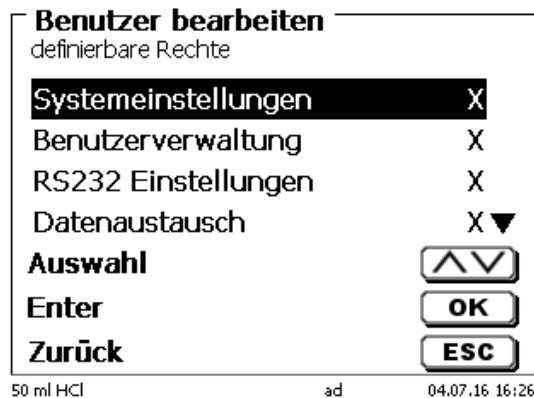 Benutzer bearbeiten
definierbare Rechte
Systemeinstellungen X
Benutzerverwaltung X
RS232 Einstellungen X
Datenaustausch X▼
Auswahl
Enter OK
Zurück ESC
50 ml HCl ad 04.07.16 16:26